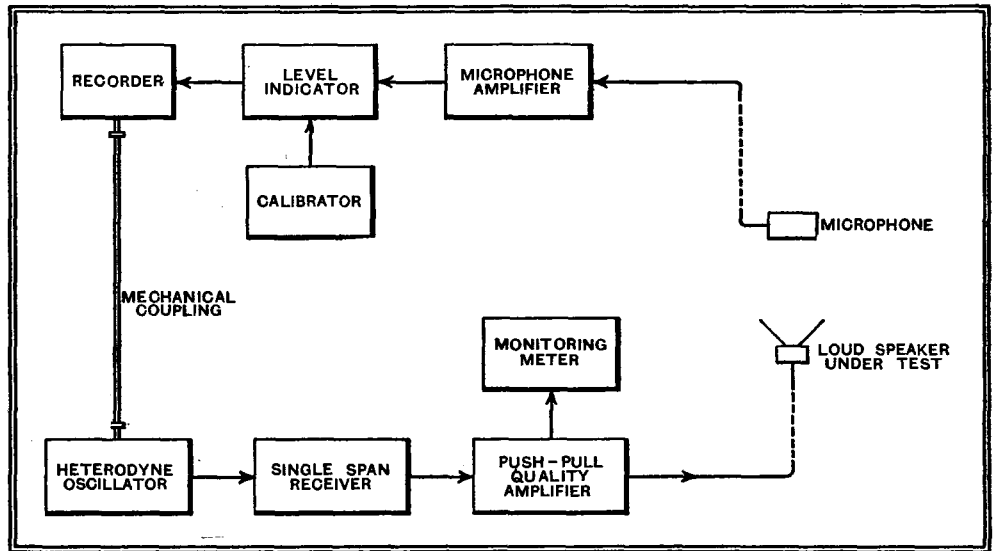 RECORDER
LEVEL
INDICATOR
MICROPHONE
AMPLIFIER
CALIBRATOR
MICROPHONE
MECHANICAL
COUPLING
MONITORING
METER
LOUD SPEAKER
UNDER TEST
HETERODYNE
OSCILLATOR
SINGLE SPAN
RECEIVER
PUSH-PULL
QUALITY
AMPLIFIER